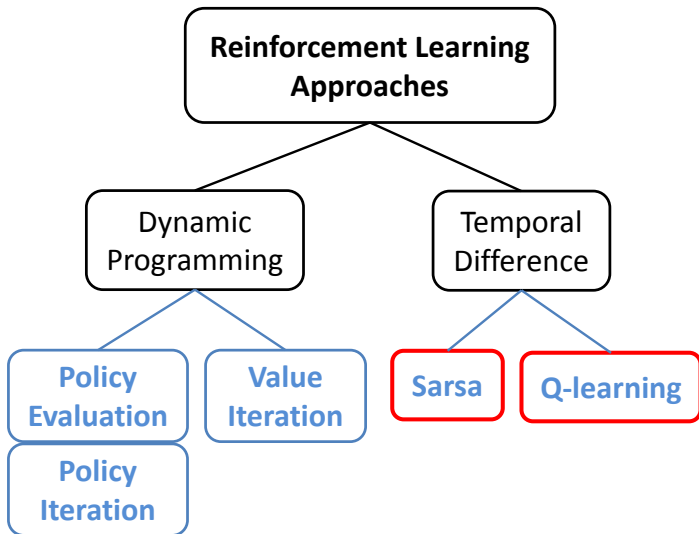 Reinforcement Learning
Approaches
Dynamic
Programming
Temporal
Difference
Policy
Evaluation
Value
Iteration
Sarsa
Q-learning
Policy
Iteration